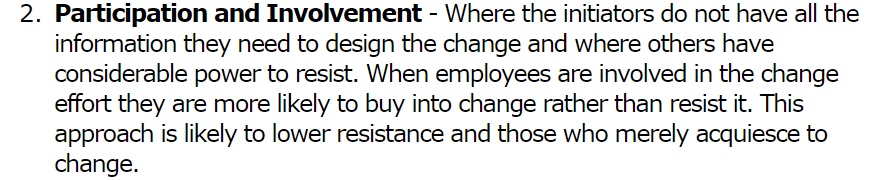 2. Participation and Involvement - Where the initiators do not have all the
information they need to design the change and where others have
considerable power to resist. When employees are involved in the change
effort they are more likely to buy into change rather than resist it. This
approach is likely to lower resistance and those who merely acquiesce to
change.